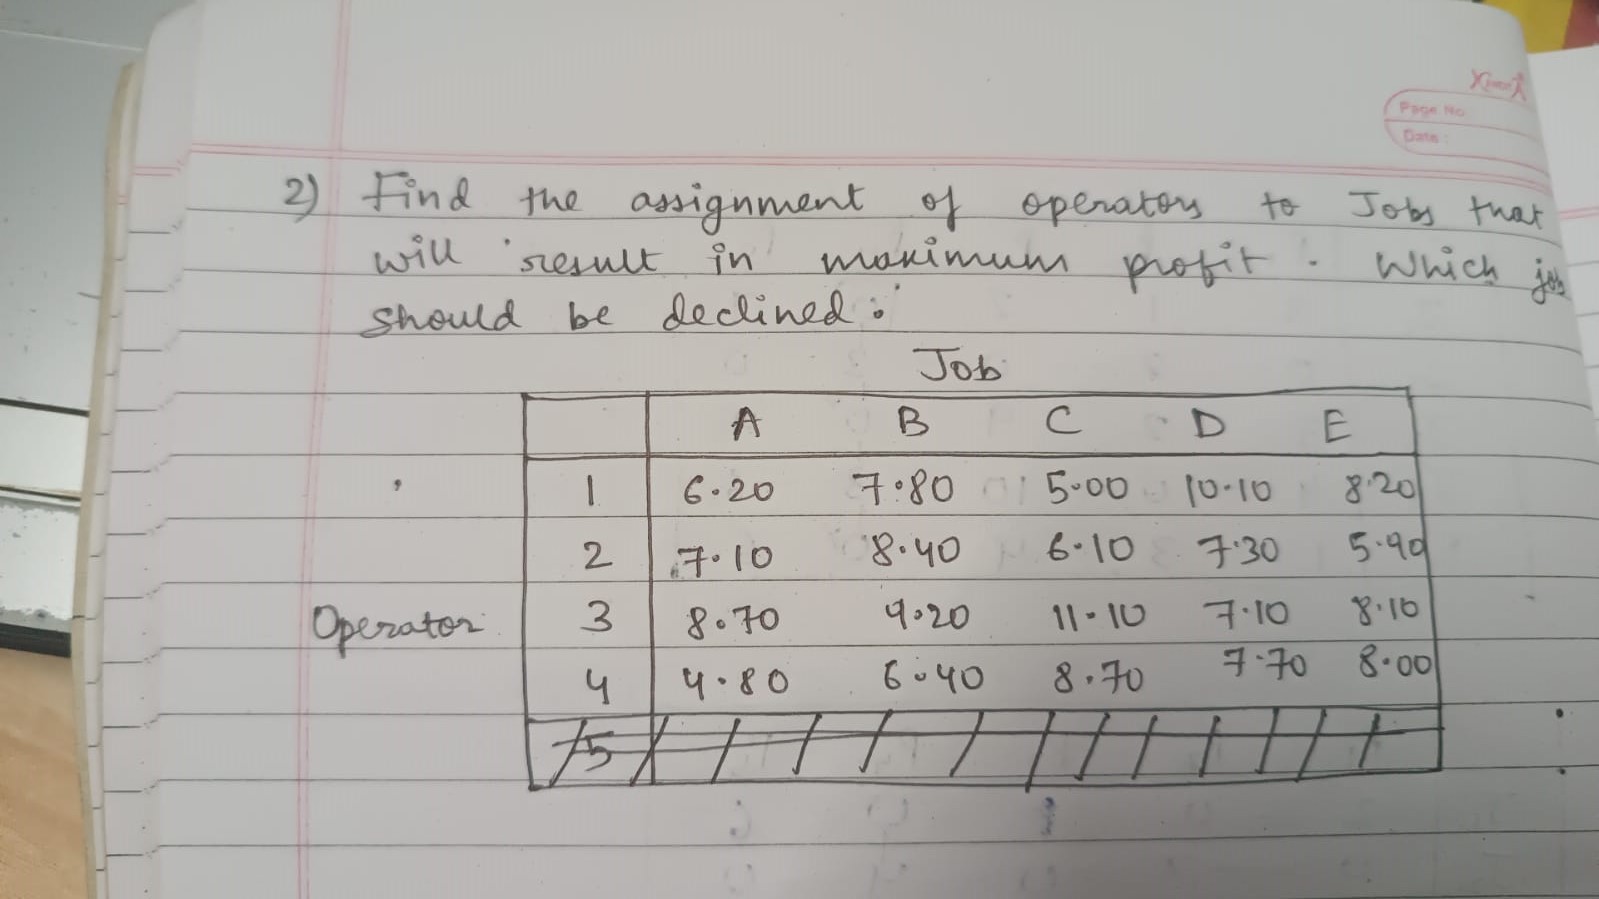 Page No
Date:
2) Find the assignment of operators to Jobs that
will result in maximum profit. Which job
should be declined:
Job
A B C D E
1 6.20 7.80 5.00 10.10 8.20
2 7.10 8.40 6.10 7.30 5.90
Operator 3 8.70 9.20 11.10 7.10 8.10
4 4.80 6.40 8.70 7.70 8.00
5